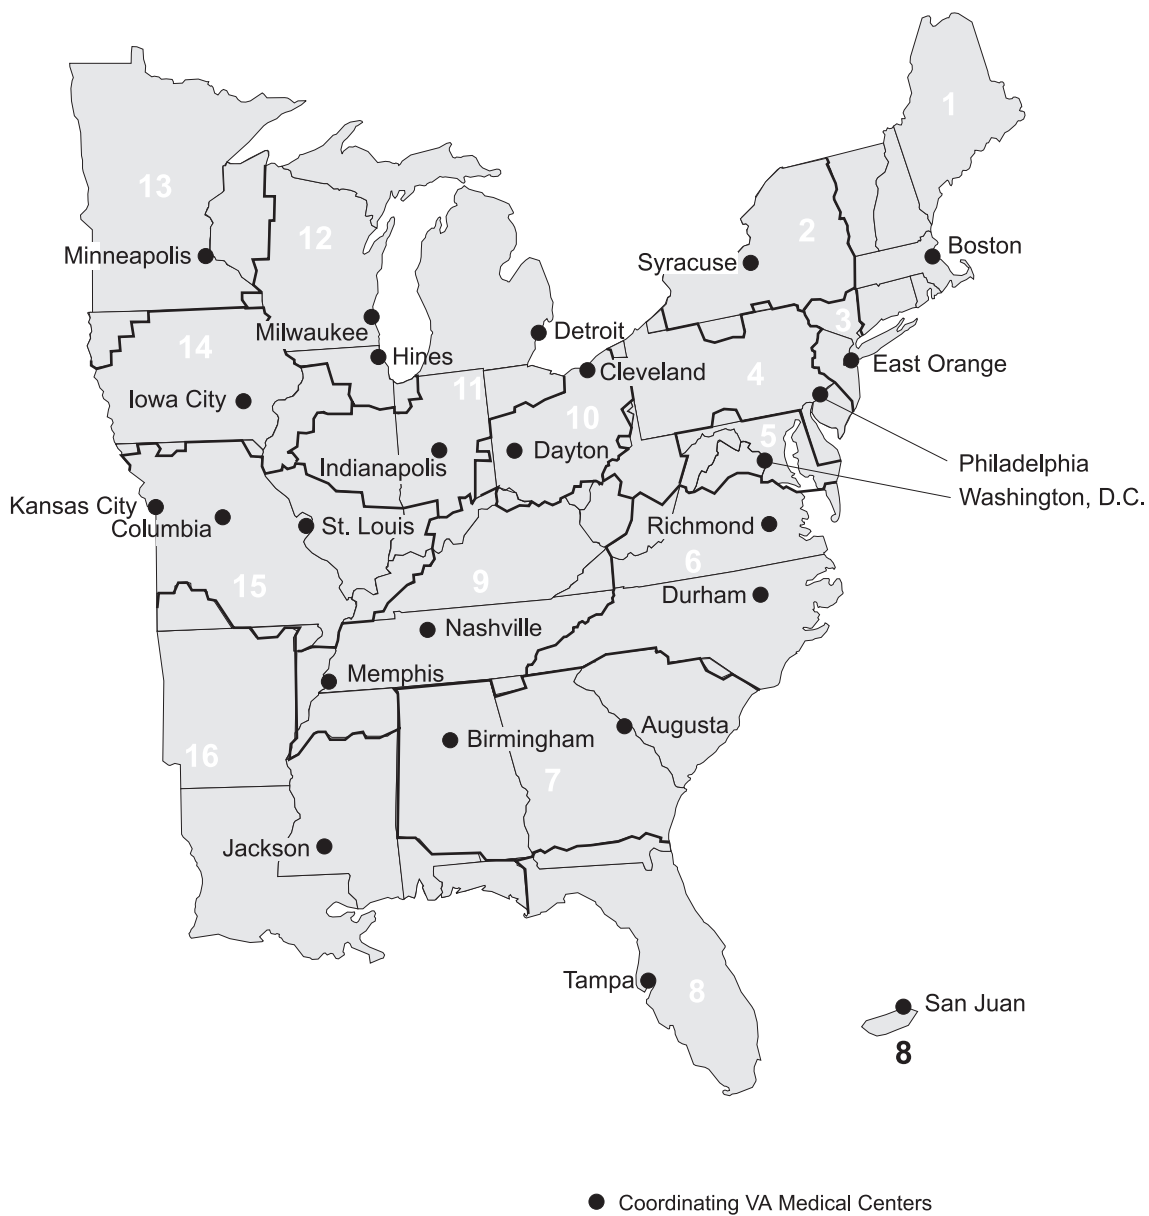 1
13
2
12
Boston
Minneapolis
Syracuse
3
Milwaukee
Detroit
14
Hines
East Orange
Cleveland
4
11
Iowa City
10
5
Dayton
Indianapolis
Philadelphia
Washington, D.C.
Kansas City
Columbia
St. Louis
Richmond
6
9
15
Durham
Nashville
Memphis
Augusta
Birmingham
16
7
Jackson
Tampa
8
San Juan
8
Coordinating VA Medical Centers